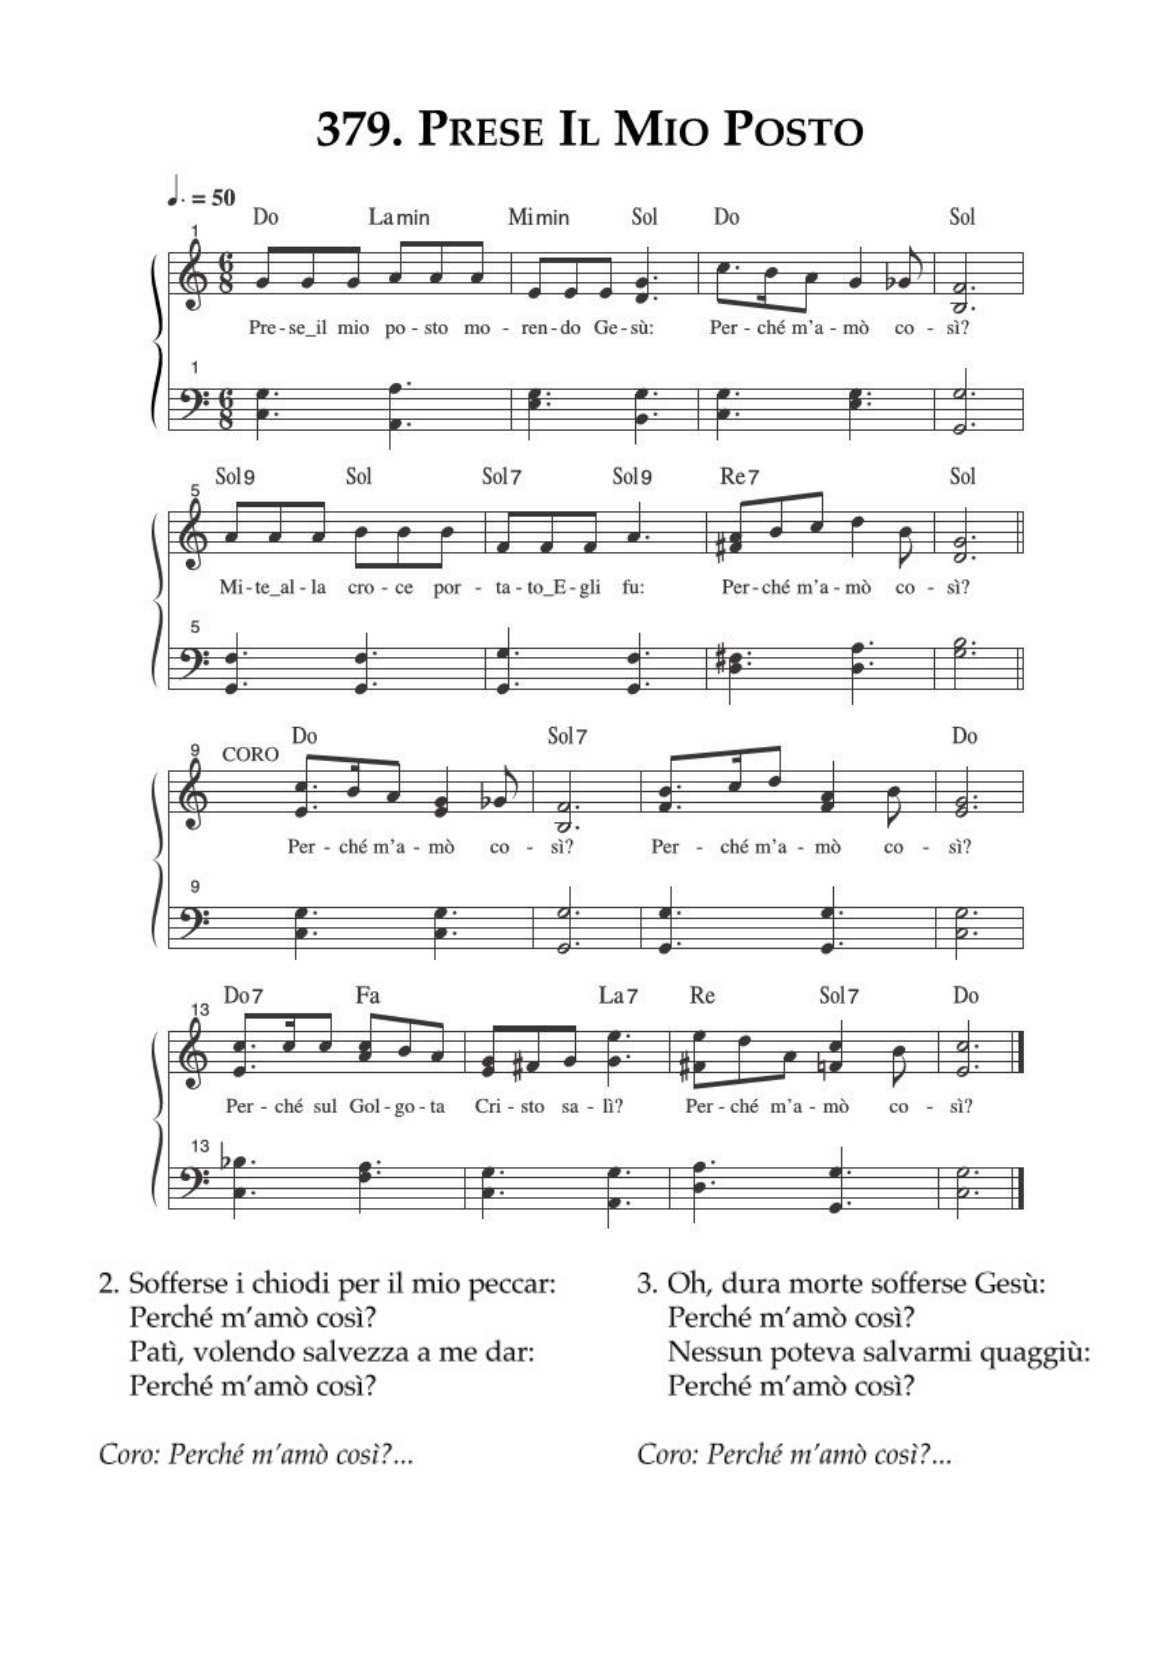 379. Prese Il Mio Posto
♩. = 50
Do Lamin Mimin Sol Do Sol
1
6 8
Pre-se_il mio po-sto mo-ren-do Ge-sù: Per-ché m'a-mò co-sì?
1
6 8
Sol9 Sol Sol7 Sol9 Re7 Sol
5
Mi-te_al-la cro-ce por-ta-to_E-gli fu: Per-ché m'a-mò co-sì?
5
Do Sol7 Do
9 CORO
Per-ché m'a-mò co-sì? Per-ché m'a-mò co-sì?
9
Do7 Fa La7 Re Sol7 Do
13
Per-ché sul Gol-go-ta Cri-sto sa-lì? Per-ché m'a-mò co-sì?
13
2. Sofferse i chiodi per il mio peccar:
Perché m'amò così?
Patì, volendo salvezza a me dar:
Perché m'amò così?
Coro: Perché m'amò così?...
3. Oh, dura morte sofferse Gesù:
Perché m'amò così?
Nessun poteva salvarmi quaggiù:
Perché m'amò così?
Coro: Perché m'amò così?...